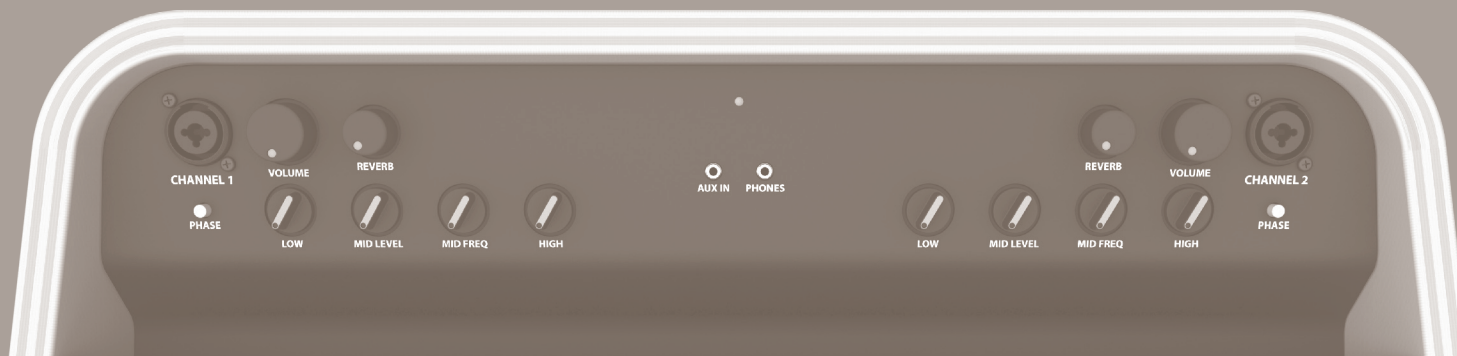 VOLUME
REVERB
CHANNEL 1
PHASE
LOW
MID LEVEL
MID FREQ
HIGH
AUX IN
PHONES
REVERB
VOLUME
CHANNEL 2
LOW
MID LEVEL
MID FREQ
HIGH
PHASE